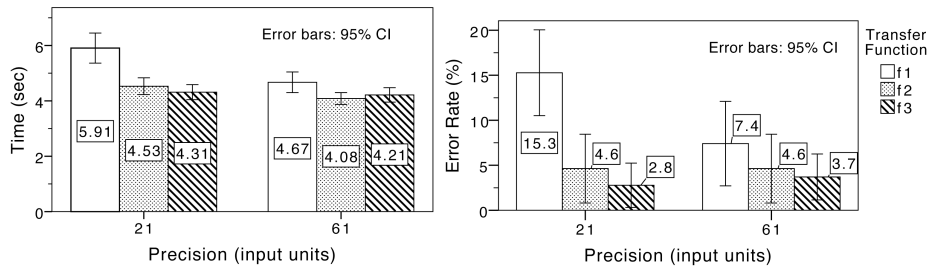 Error bars: 95% CI
6
4
2
0
Time (sec)
5.91
4.53
4.31
4.67
4.08
4.21
21
61
Precision (input units)
Error bars: 95% CI
20
15
10
5
0
Error Rate (%)
15.3
4.6
2.8
7.4
4.6
3.7
21
61
Precision (input units)
Transfer
Function
f1
f2
f3